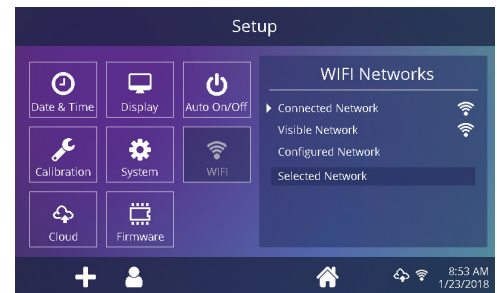 Setup
Date & Time
Display
Auto On/Off
Calibration
System
WIFI
Cloud
Firmware
WIFI Networks
Connected Network
Visible Network
Configured Network
Selected Network
8:53 AM
1/23/2018